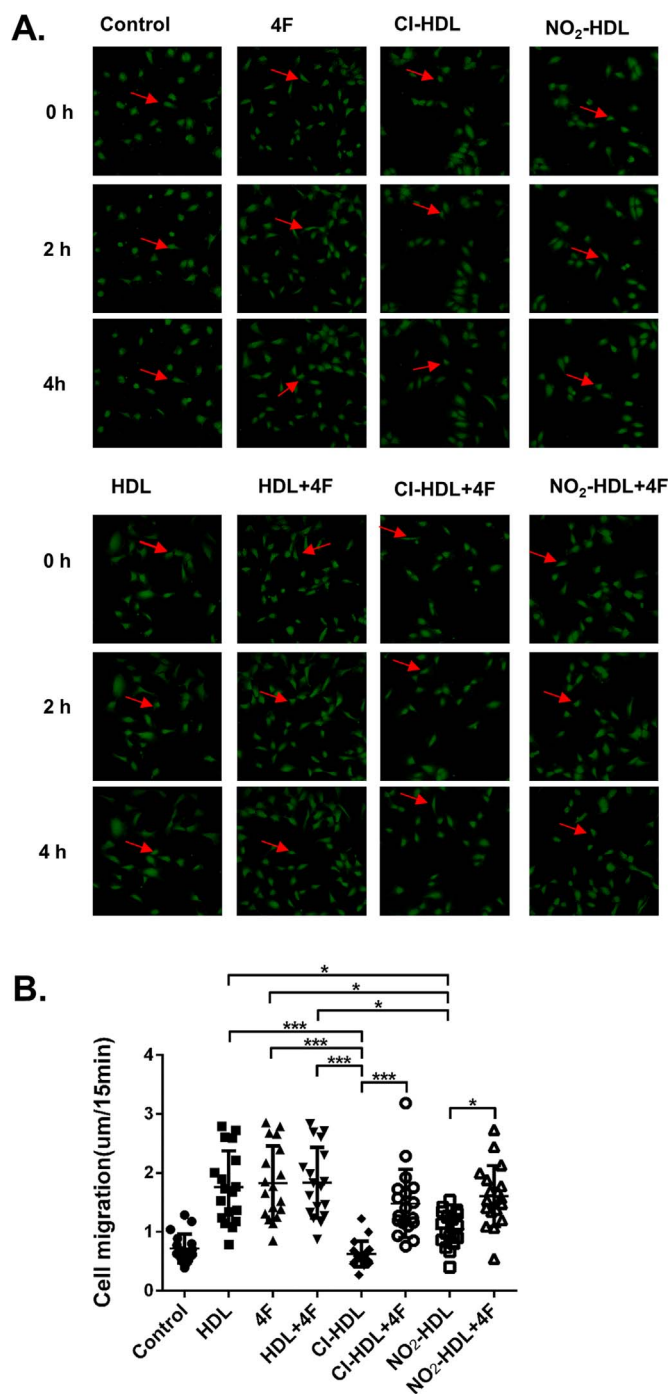 A.
Control 4F Cl-HDL NO₂-HDL
0 h
2 h
4h
HDL HDL+4F Cl-HDL+4F NO₂-HDL+4F
0 h
2 h
4 h
B.
*
*
*
***
***
***
***
*
Cell migration(um/15min)
4
3
2
1
0
Control
HDL
4F
HDL+4F
Cl-HDL
Cl-HDL+4F
NO₂-HDL
NO₂-HDL+4F